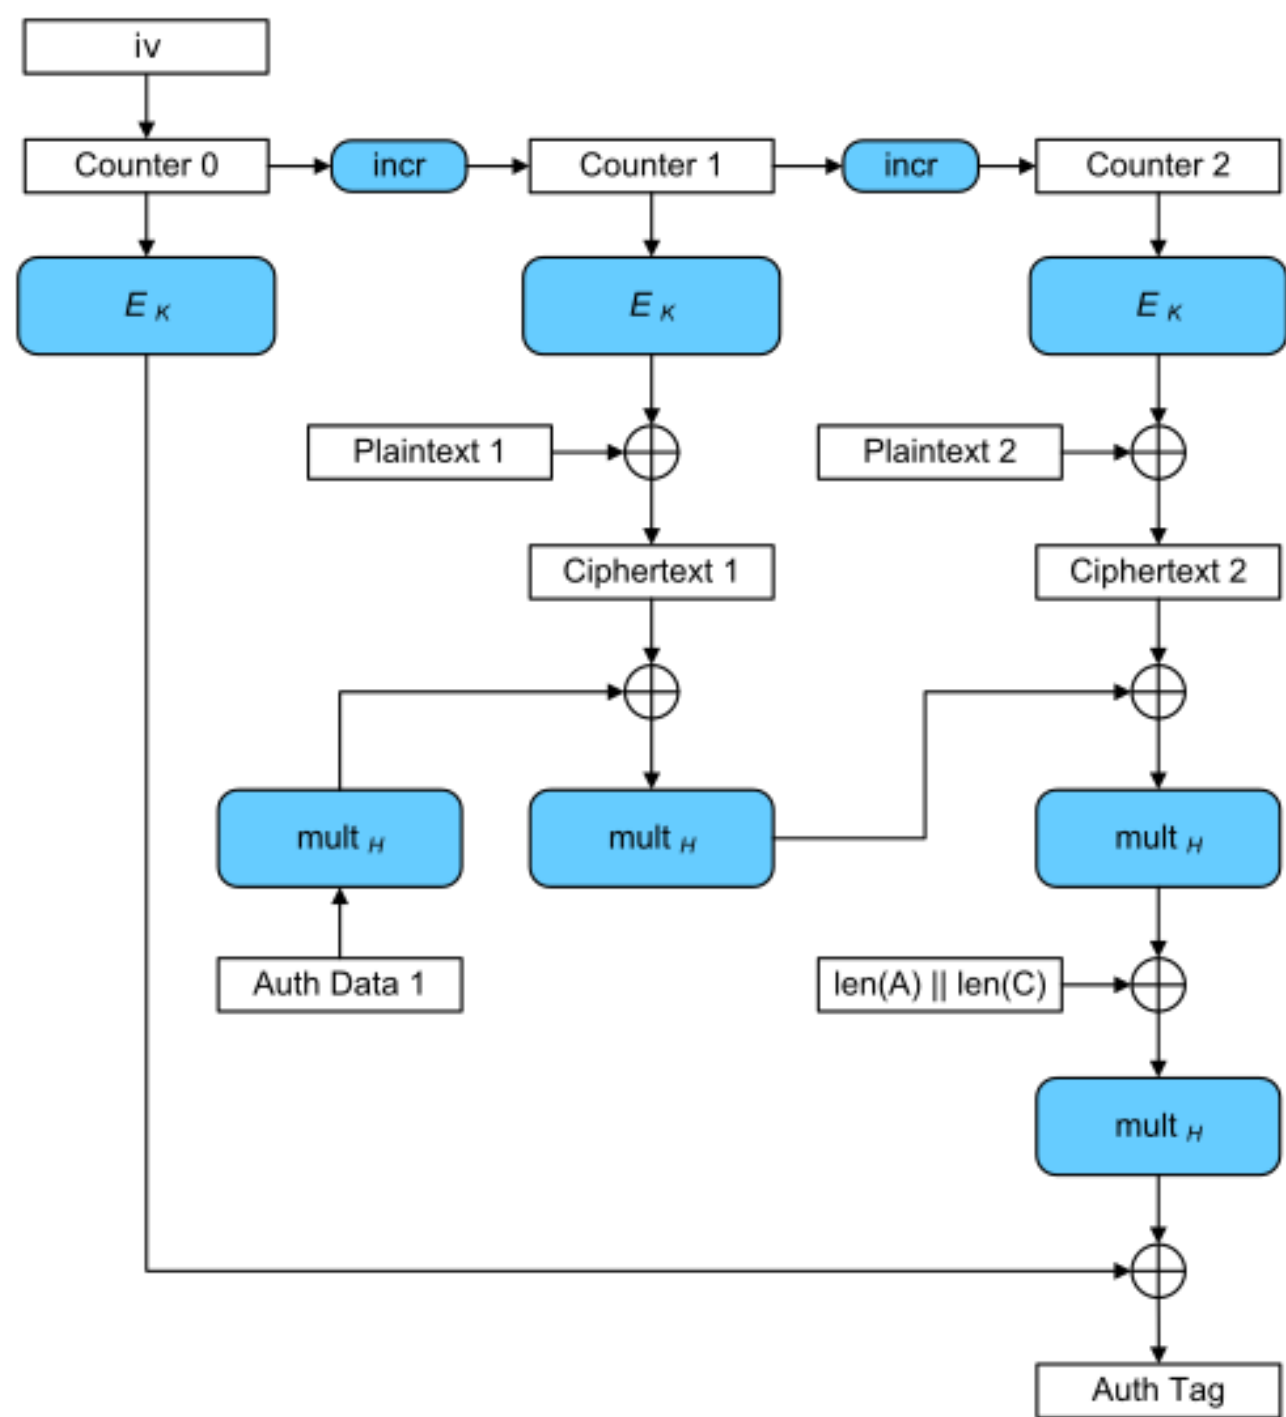 iv
Counter 0
incr
Counter 1
incr
Counter 2
E K
E K
E K
Plaintext 1
Plaintext 2
Ciphertext 1
Ciphertext 2
mult H
mult H
mult H
Auth Data 1
len(A) || len(C)
mult H
Auth Tag